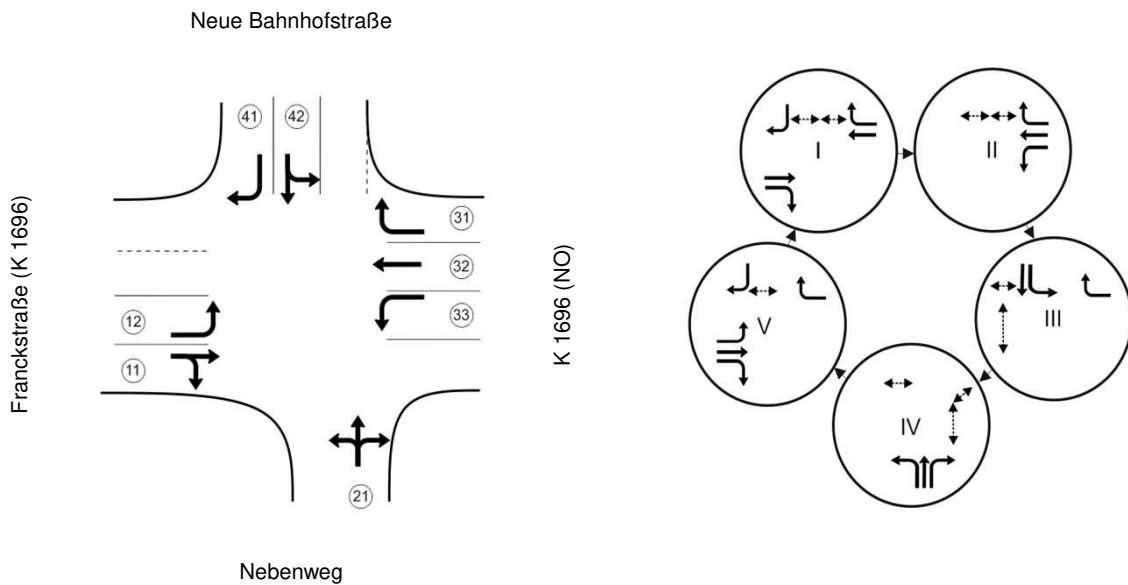 Neue Bahnhofstraße
41
42
Franckstraße (K 1696)
12
11
31
32
33
K 1696 (NO)
21
Nebenweg
I
II
III
IV
V